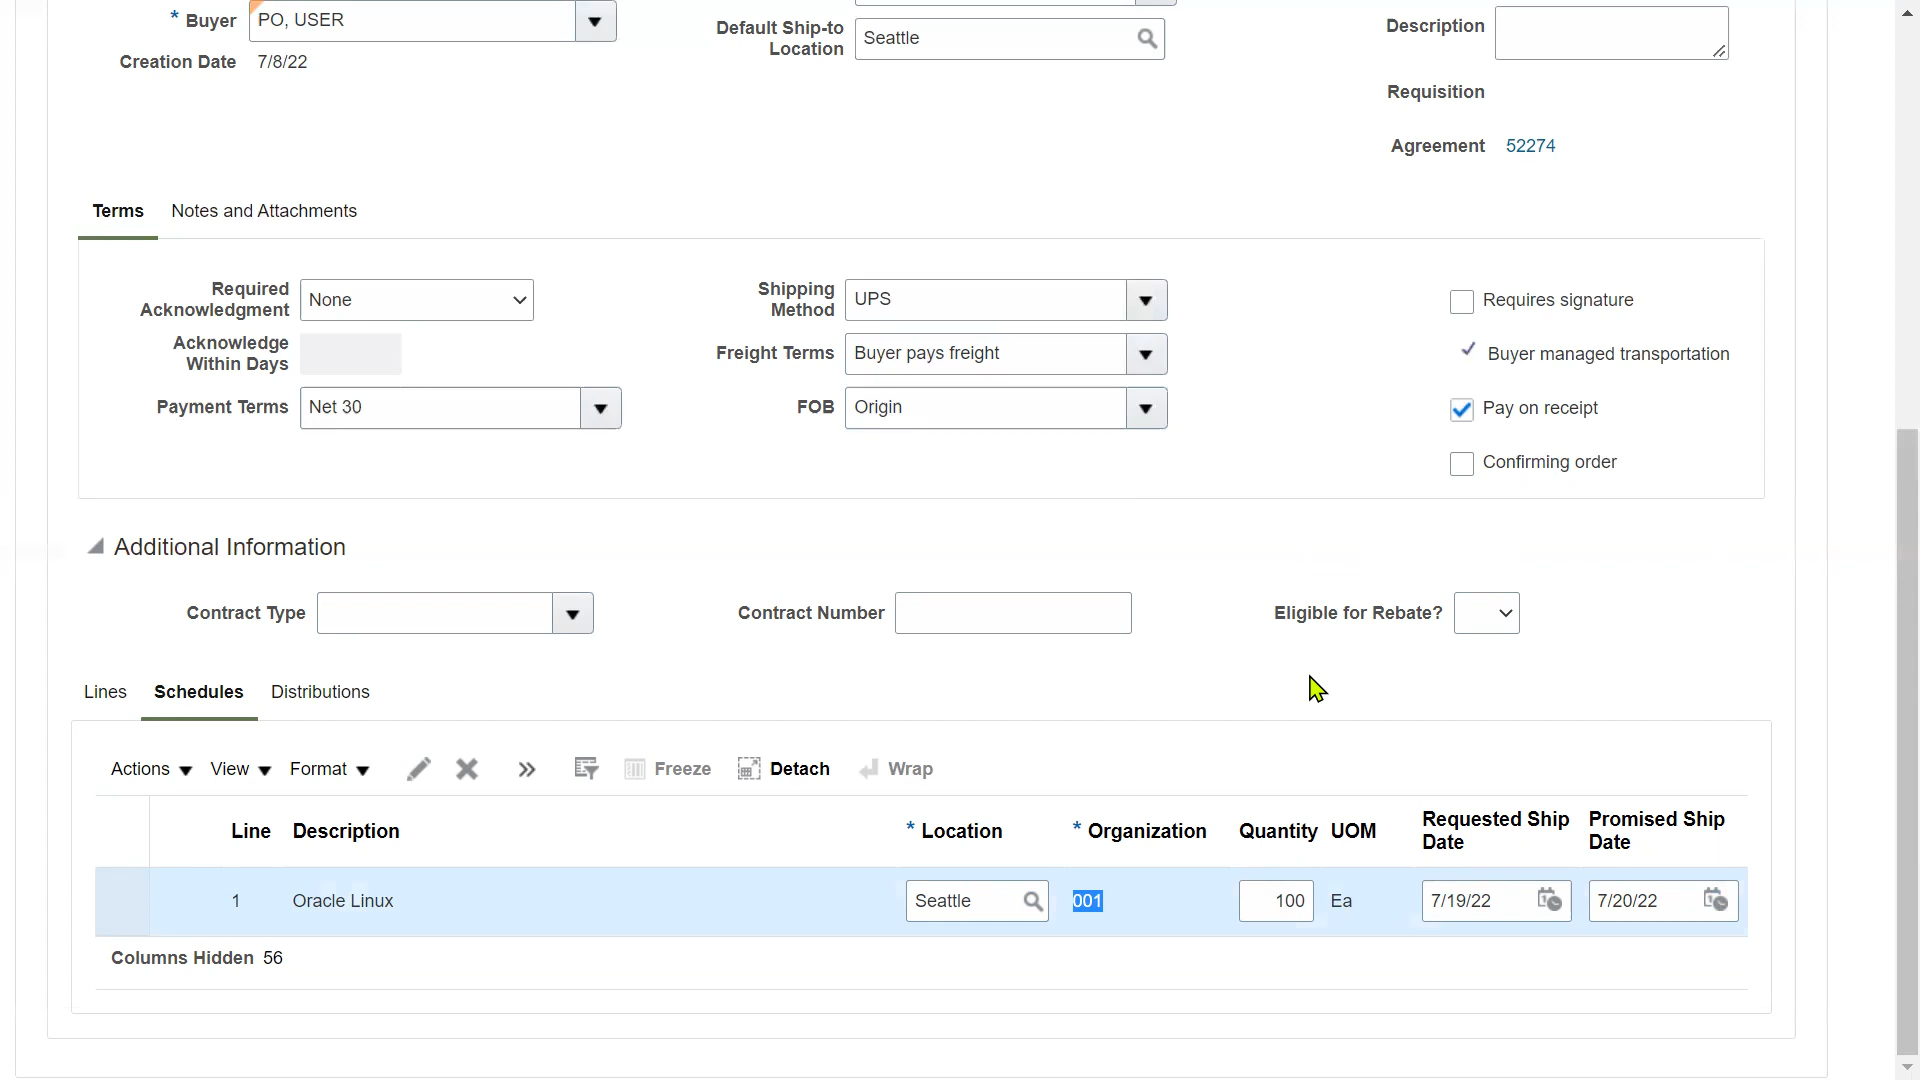 * Buyer PO, USER
Creation Date 7/8/22
Default Ship-to
Location Seattle
Description
Requisition
Agreement 52274
Terms Notes and Attachments
Required
Acknowledgment None
Acknowledge
Within Days
Payment Terms Net 30
Shipping
Method UPS
Freight Terms Buyer pays freight
FOB Origin
Requires signature
Buyer managed transportation
Pay on receipt
Confirming order
Additional Information
Contract Type
Contract Number
Eligible for Rebate?
Lines Schedules Distributions
Actions View Format Freeze Detach Wrap
Line Description * Location * Organization Quantity UOM Requested Ship Date Promised Ship Date
1 Oracle Linux Seattle 001 100 Ea 7/19/22 7/20/22
Columns Hidden 56